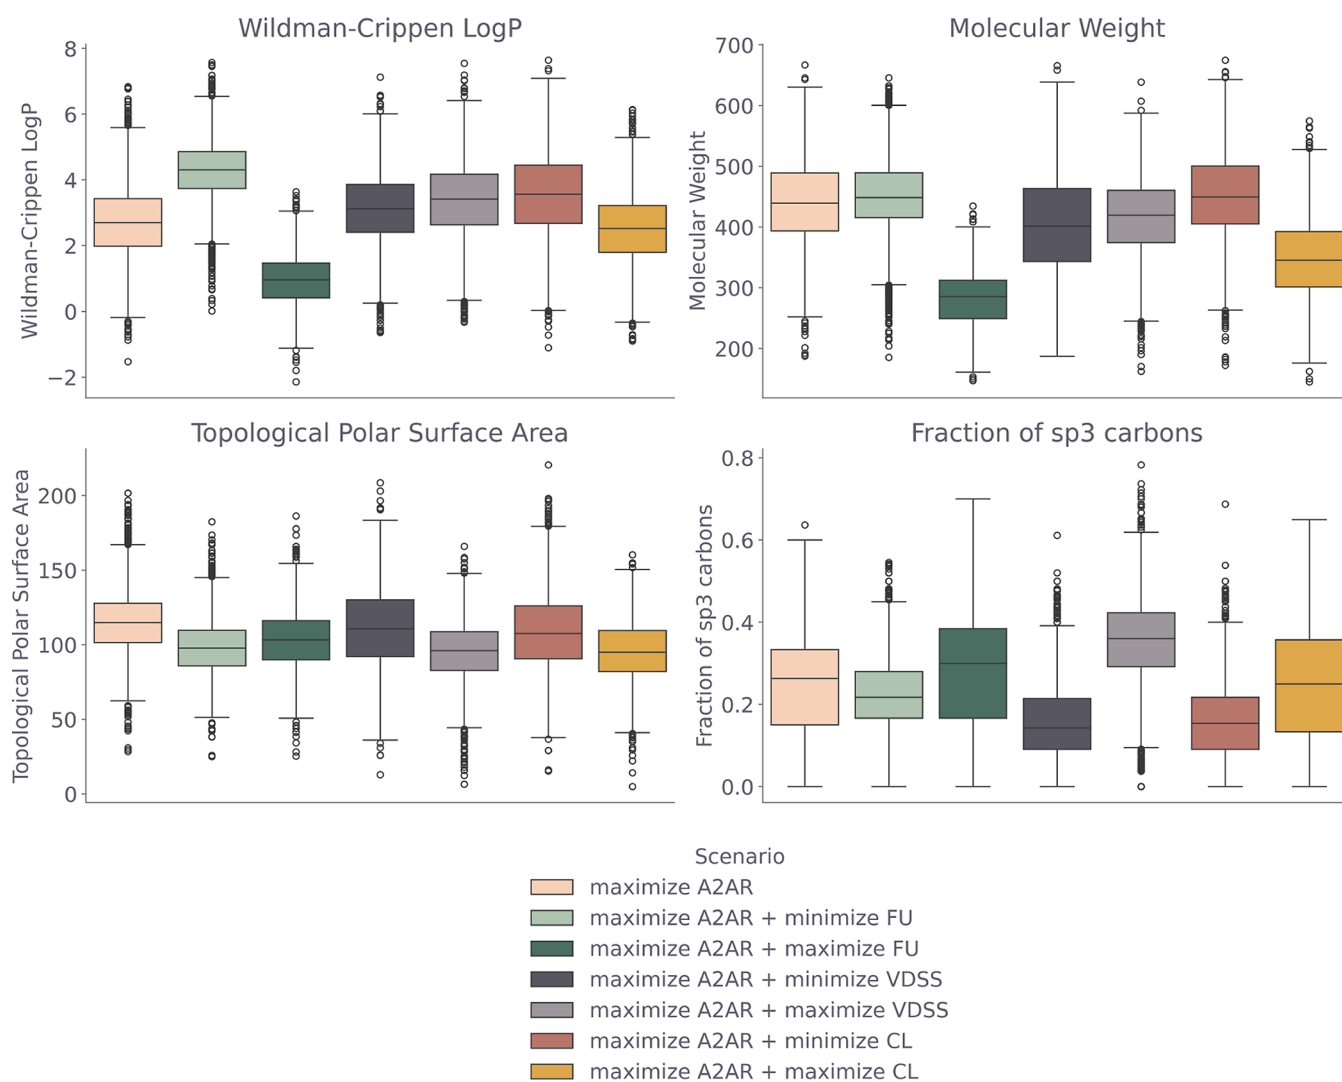 Wildman-Crippen LogP
Wildman-Crippen LogP
8
6
4
2
0
−2
Molecular Weight
Molecular Weight
700
600
500
400
300
200
Topological Polar Surface Area
Topological Polar Surface Area
200
150
100
50
0
Fraction of sp3 carbons
Fraction of sp3 carbons
0.8
0.6
0.4
0.2
0.0
Scenario
maximize A2AR
maximize A2AR + minimize FU
maximize A2AR + maximize FU
maximize A2AR + minimize VDSS
maximize A2AR + maximize VDSS
maximize A2AR + minimize CL
maximize A2AR + maximize CL